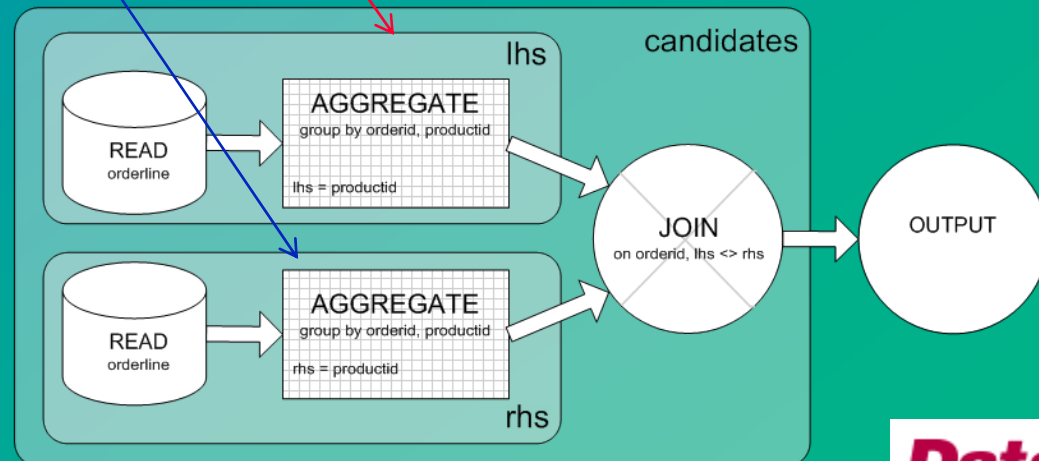 candidates
lhs
READ
orderline
AGGREGATE
group by orderid, productid
lhs = productid
JOIN
on orderid, lhs <> rhs
OUTPUT
READ
orderline
AGGREGATE
group by orderid, productid
rhs = productid
rhs